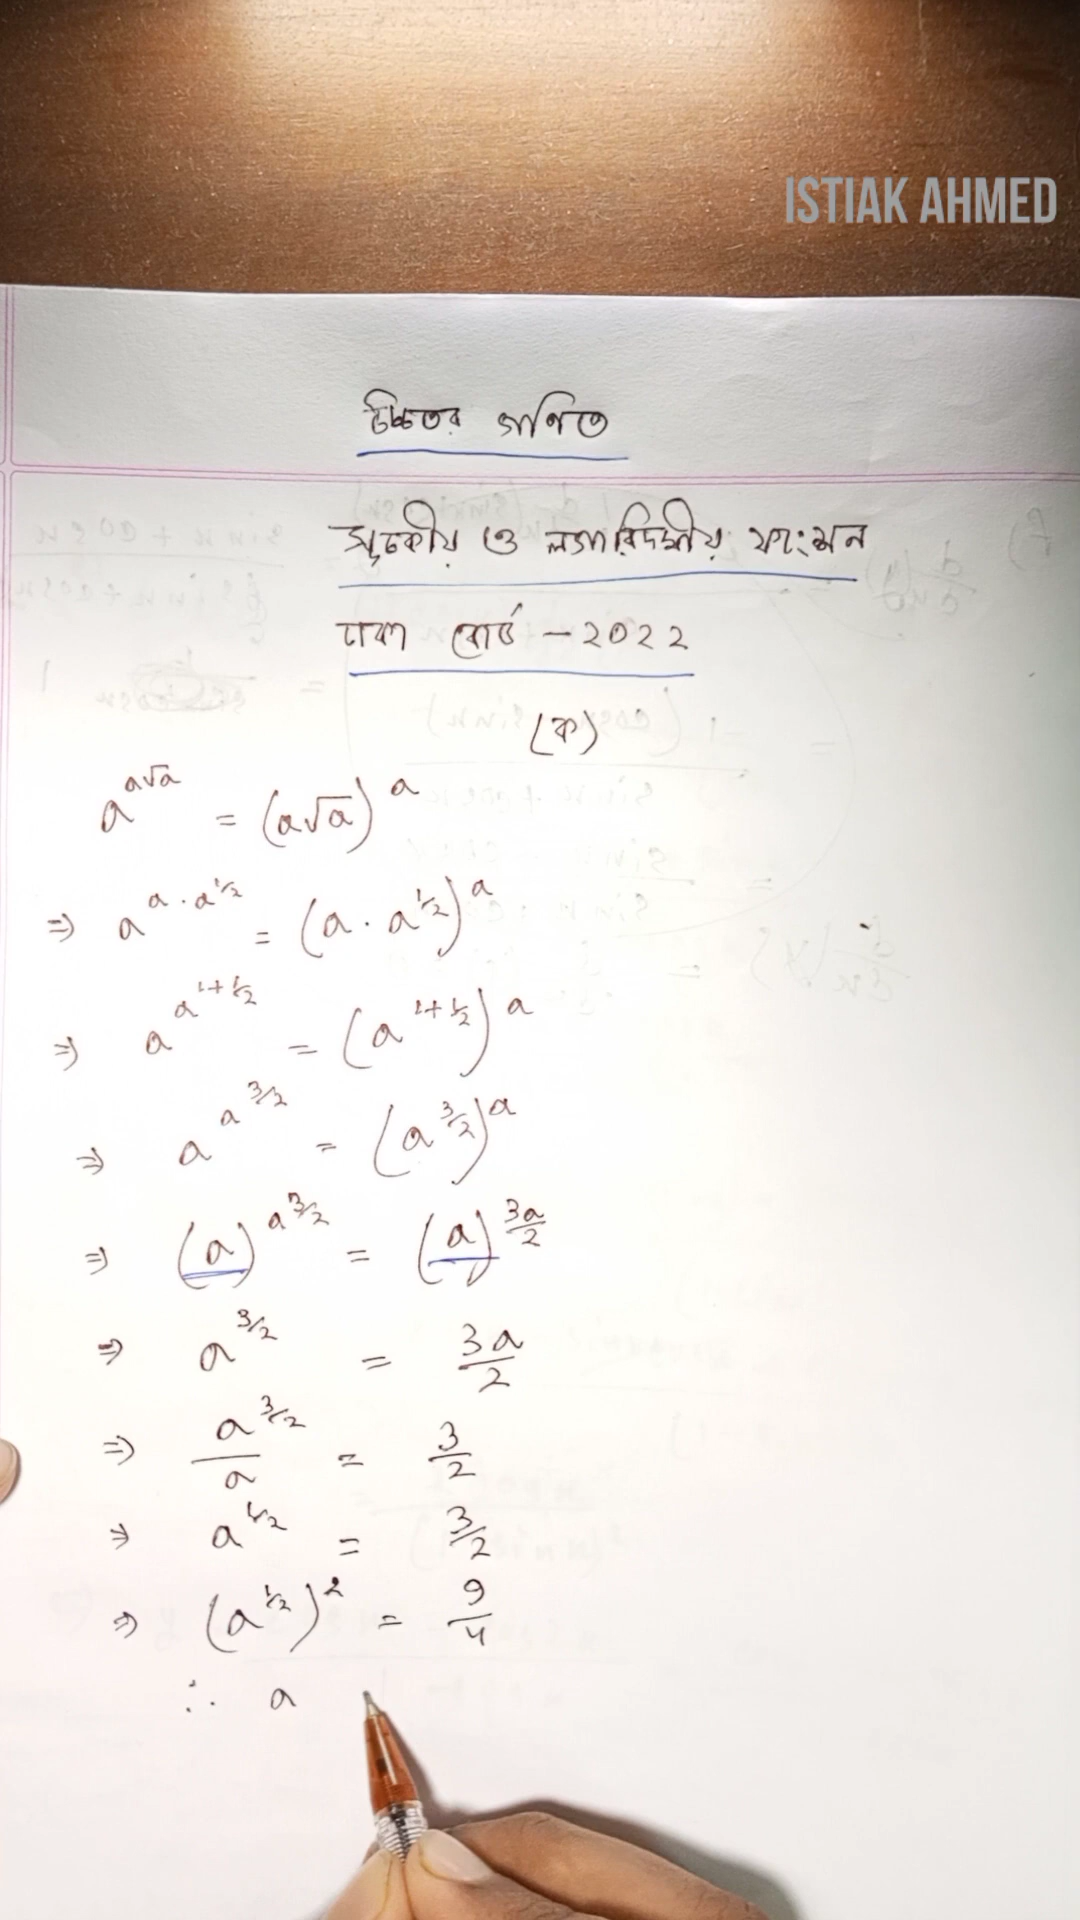 ISTIAK AHMED
উচ্চতর গণিত
সূচকীয় ও লগারিদমীয় ফাংশন
ঢাকা বোর্ড - ২০২২
(ক)
a^{a√a} = (a√a)^a
⇒ a^{a · a^{1/2}} = (a · a^{1/2})^a
⇒ a^{a^{1+1/2}} = (a^{1+1/2})^a
⇒ a^{a^{3/2}} = (a^{3/2})^a
⇒ (a)^{a^{3/2}} = (a)^{3a/2}
⇒ a^{3/2} = 3a/2
⇒ a^{3/2}/a = 3/2
⇒ a^{1/2} = 3/2
⇒ (a^{1/2})^2 = 9/4
∴ a